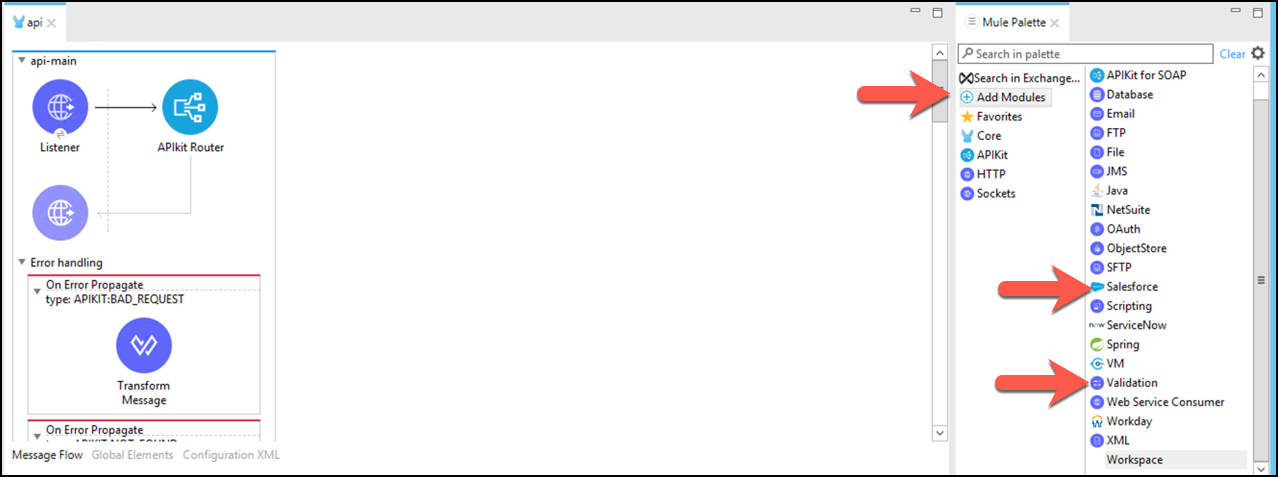 api
api-main
Listener
APIkit Router
Error handling
On Error Propagate
type: APIKIT:BAD_REQUEST
Transform
Message
On Error Propagate
Message Flow Global Elements Configuration XML
Mule Palette
Search in palette
Clear
Search in Exchange...
Add Modules
Favorites
Core
APIKit
HTTP
Sockets
APIKit for SOAP
Database
Email
FTP
File
JMS
Java
NetSuite
OAuth
ObjectStore
SFTP
Salesforce
Scripting
now ServiceNow
Spring
VM
Validation
Web Service Consumer
Workday
XML
Workspace